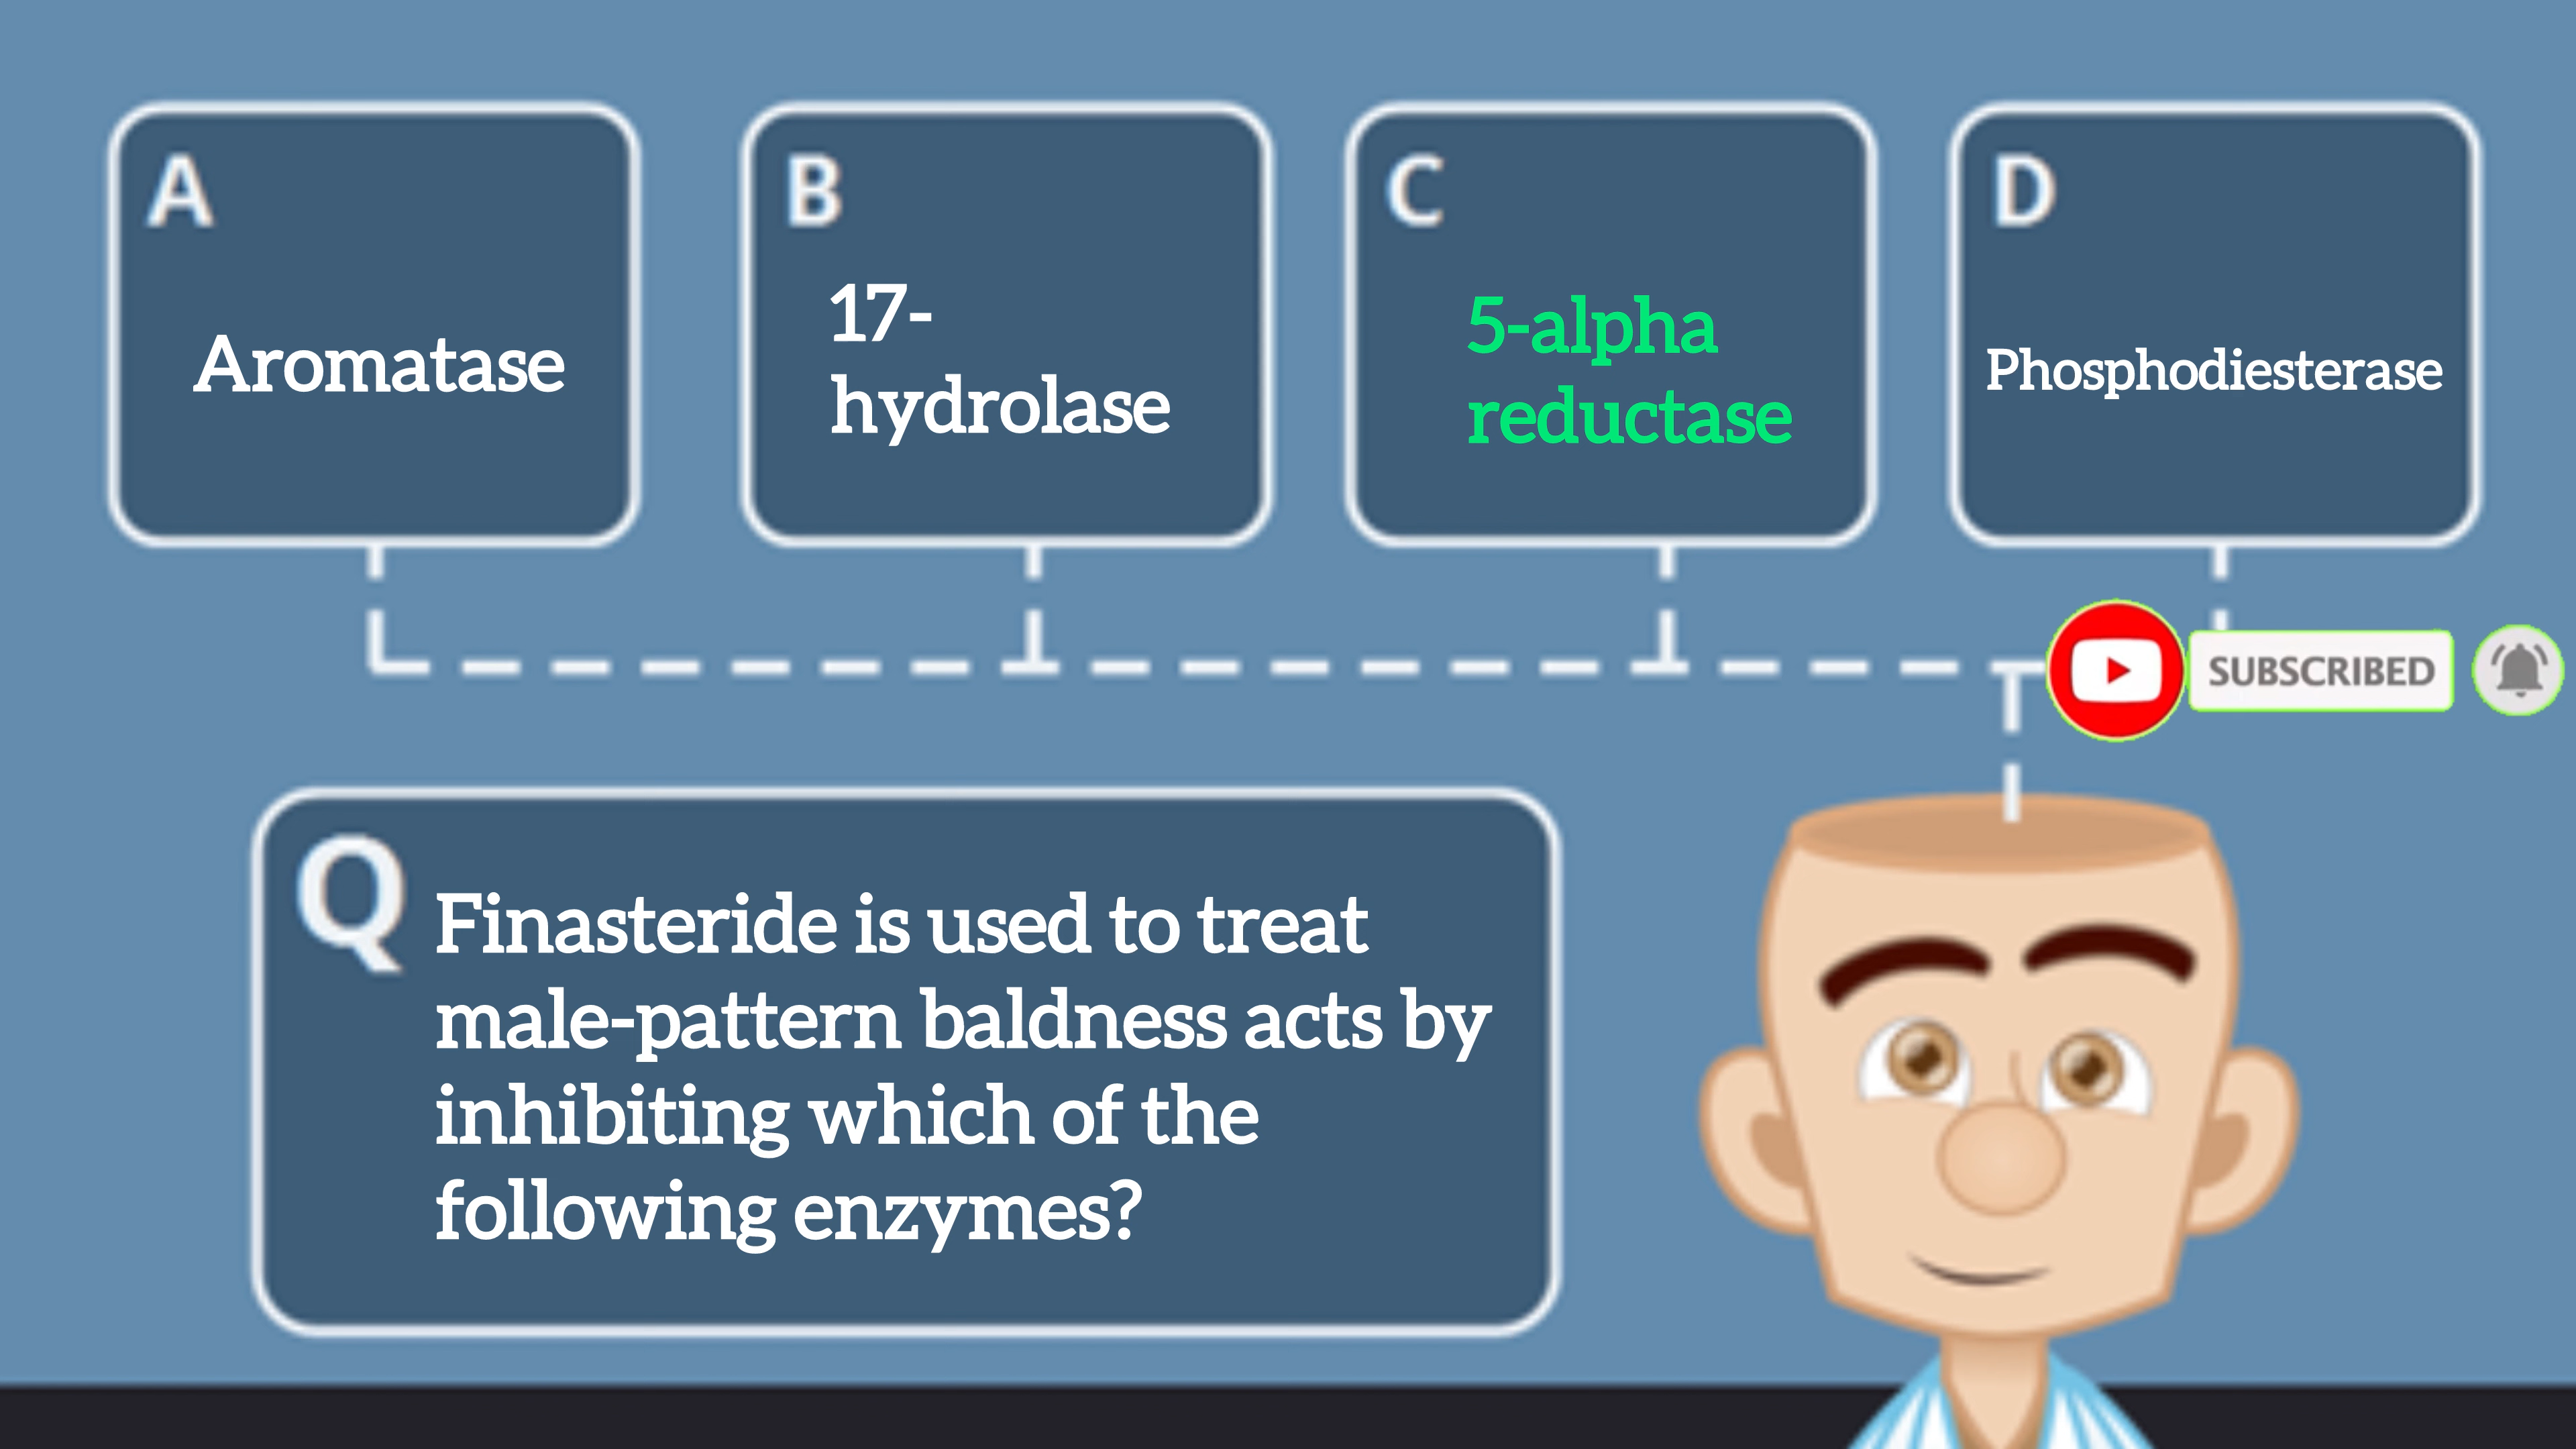 A
Aromatase
B
17-
hydrolase
C
5-alpha
reductase
D
Phosphodiesterase
SUBSCRIBED
Q
Finasteride is used to treat
male-pattern baldness acts by
inhibiting which of the
following enzymes?